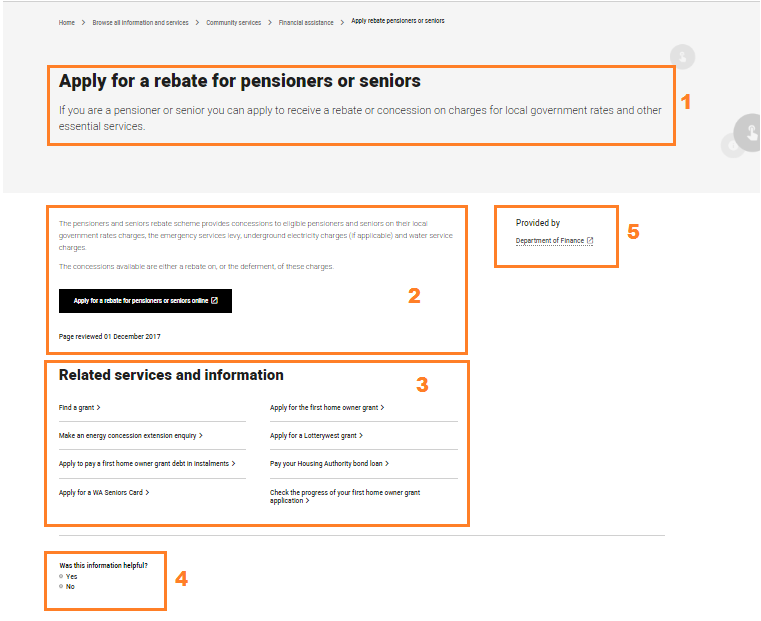 Home > Browse all information and services > Community services > Financial assistance > Apply rebate pensioners or seniors
Apply for a rebate for pensioners or seniors
If you are a pensioner or senior you can apply to receive a rebate or concession on charges for local government rates and other
essential services.
1
The pensioners and seniors rebate scheme provides concessions to eligible pensioners and seniors on their local
government rates charges, the emergency services levy, underground electricity charges (if applicable) and water service
charges.
The concessions available are either a rebate on, or the deferment, of these charges.
Apply for a rebate for pensioners or seniors online
2
Page reviewed 01 December 2017
Provided by
Department of Finance
5
Related services and information
3
Find a grant >
Apply for the first home owner grant >
Make an energy concession extension enquiry >
Apply for a Lotterywest grant >
Apply to pay a first home owner grant debt in instalments >
Pay your Housing Authority bond loan >
Apply for a WA Seniors Card >
Check the progress of your first home owner grant
application >
Was this information helpful?
Yes
No
4